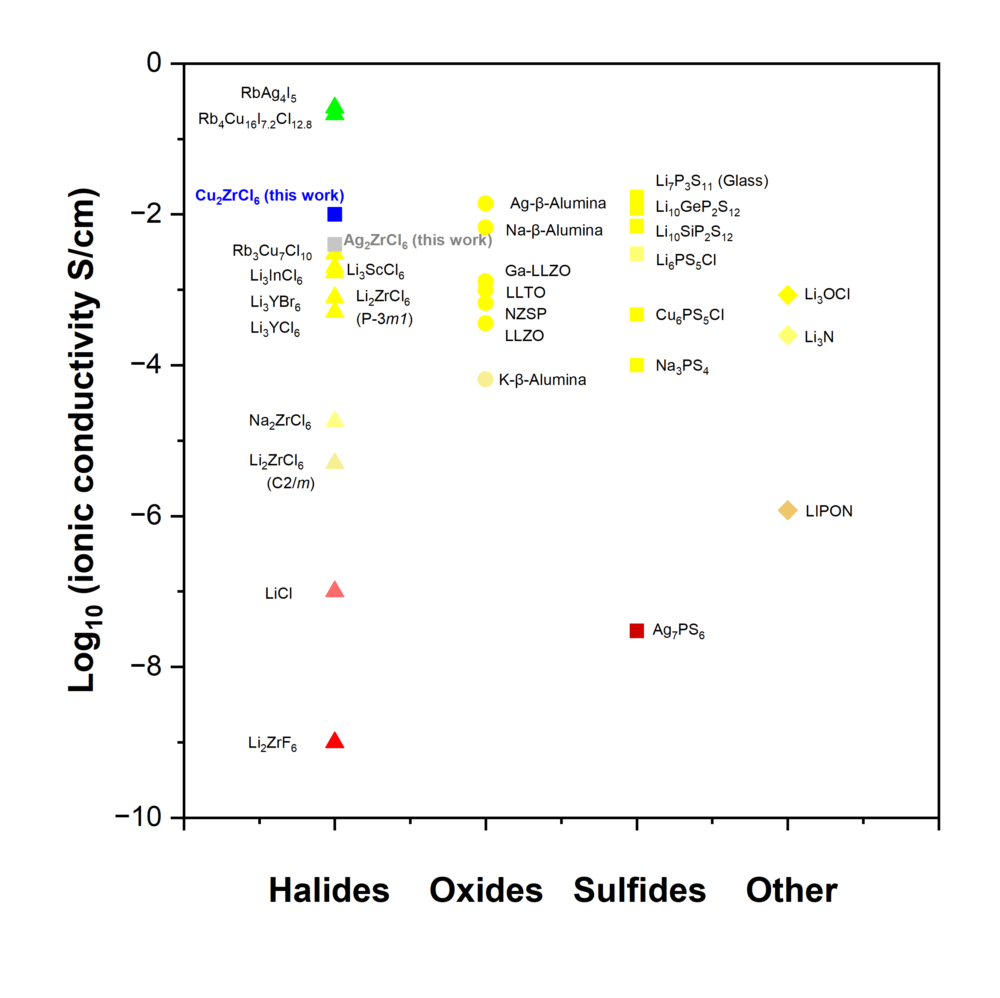 0
−2
−4
−6
−8
−10
Log₁₀ (ionic conductivity S/cm)
RbAg₄I₅
Rb₄Cu₁₆I₇.₂Cl₁₂.₈
Cu₂ZrCl₆ (this work)
Ag₂ZrCl₆ (this work)
Rb₃Cu₇Cl₁₀
Li₃InCl₆
Li₃ScCl₆
Li₃YBr₆
Li₂ZrCl₆
(P-3m1)
Li₃YCl₆
Na₂ZrCl₆
Li₂ZrCl₆
(C2/m)
LiCl
Li₂ZrF₆
Ag-β-Alumina
Na-β-Alumina
Ga-LLZO
LLTO
NZSP
LLZO
K-β-Alumina
Li₇P₃S₁₁ (Glass)
Li₁₀GeP₂S₁₂
Li₁₀SiP₂S₁₂
Li₆PS₅Cl
Cu₆PS₅Cl
Na₃PS₄
Ag₇PS₆
Li₃OCl
Li₃N
LIPON
Halides
Oxides
Sulfides
Other